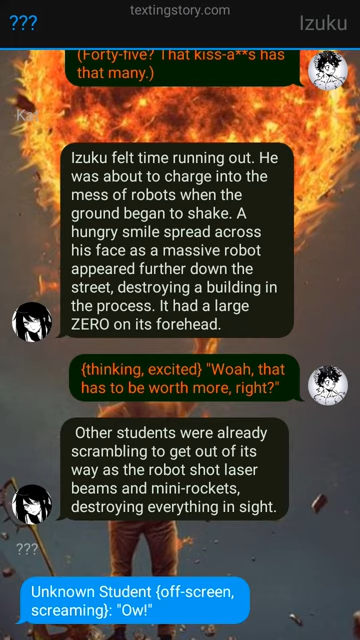 textingstory.com
???
Izuku
(Forty-five? That kiss-a**s has
that many.)
Ka
Izuku felt time running out. He
was about to charge into the
mess of robots when the
ground began to shake. A
hungry smile spread across
his face as a massive robot
appeared further down the
street, destroying a building in
the process. It had a large
ZERO on its forehead.
{thinking, excited} "Woah, that
has to be worth more, right?"
Other students were already
scrambling to get out of its
way as the robot shot laser
beams and mini-rockets,
destroying everything in sight.
???
Unknown Student {off-screen,
screaming}: "Ow!"